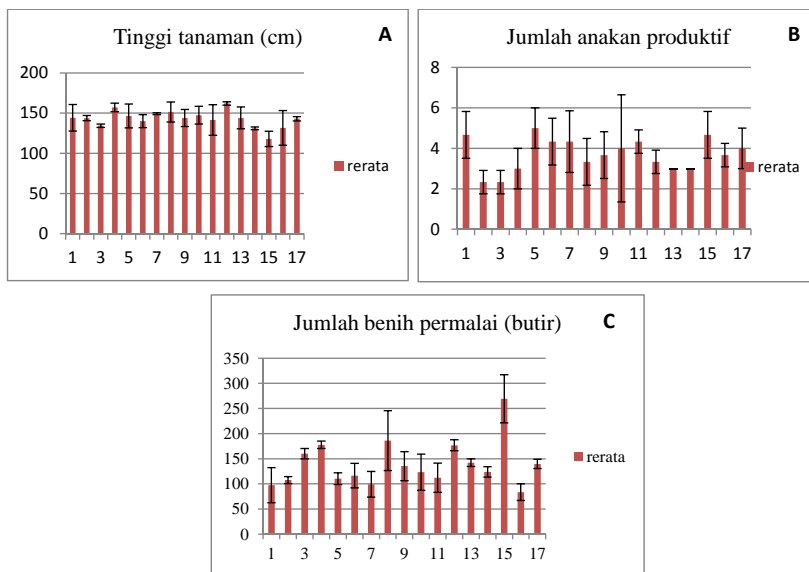 Tinggi tanaman (cm)
A
200
150
100
50
0
1 3 5 7 9 11 13 15 17
rerata
Jumlah anakan produktif
B
8
6
4
2
0
1 3 5 7 9 11 13 15 17
rerata
Jumlah benih permalai (butir)
C
350
300
250
200
150
100
50
0
1 3 5 7 9 11 13 15 17
rerata